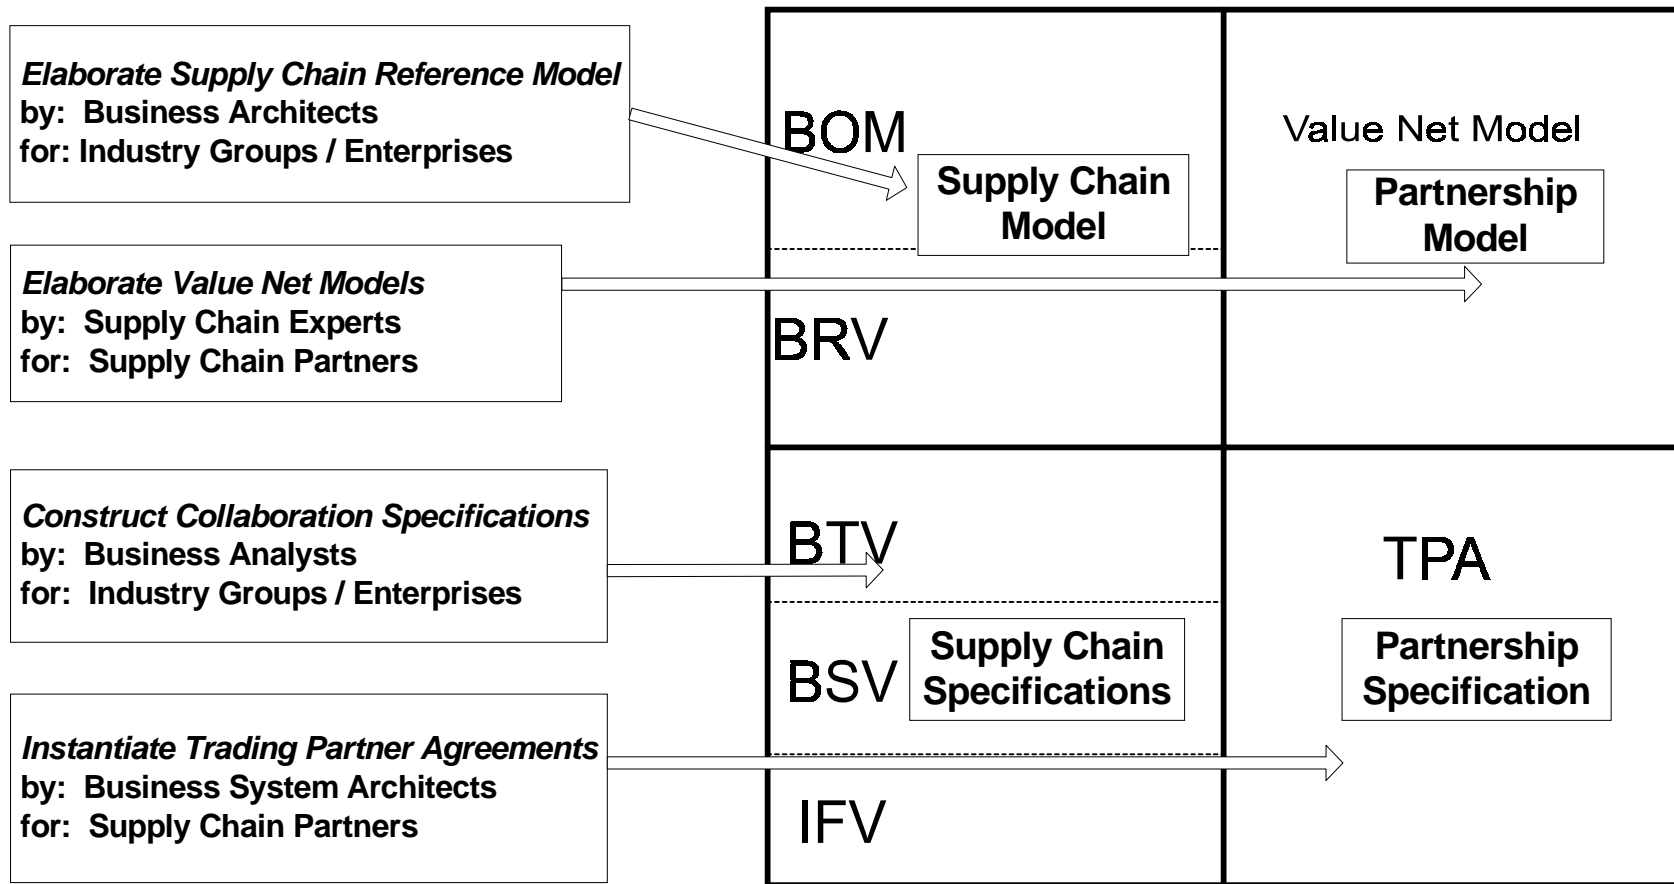 Elaborate Supply Chain Reference Model
by: Business Architects
for: Industry Groups / Enterprises
Elaborate Value Net Models
by: Supply Chain Experts
for: Supply Chain Partners
Construct Collaboration Specifications
by: Business Analysts
for: Industry Groups / Enterprises
Instantiate Trading Partner Agreements
by: Business System Architects
for: Supply Chain Partners
BOM
Supply Chain
Model
BRV
Value Net Model
Partnership
Model
BTV
BSV
Supply Chain
Specifications
IFV
TPA
Partnership
Specification